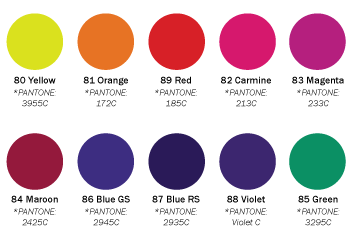 80 Yellow 81 Orange 89 Red 82 Carmine 83 Magenta
*PANTONE: *PANTONE: *PANTONE: *PANTONE: *PANTONE:
3955C 172C 185C 213C 233C
84 Maroon 86 Blue GS 87 Blue RS 88 Violet 85 Green
*PANTONE: *PANTONE: *PANTONE: *PANTONE: *PANTONE:
2425C 2945C 2935C Violet C 3295C